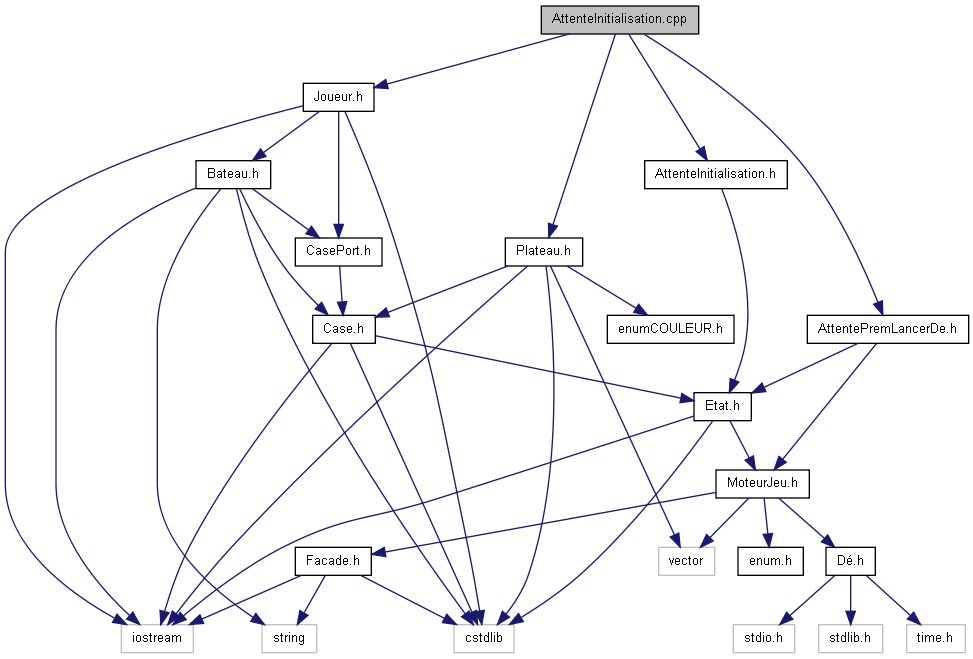 AttenteInitialisation.cpp
Joueur.h
Bateau.h
AttenteInitialisation.h
CasePort.h
Plateau.h
Case.h
enumCOULEUR.h
AttentePremLancerDe.h
Etat.h
MoteurJeu.h
Facade.h
vector
enum.h
Dé.h
iostream
string
cstdlib
stdio.h
stdlib.h
time.h